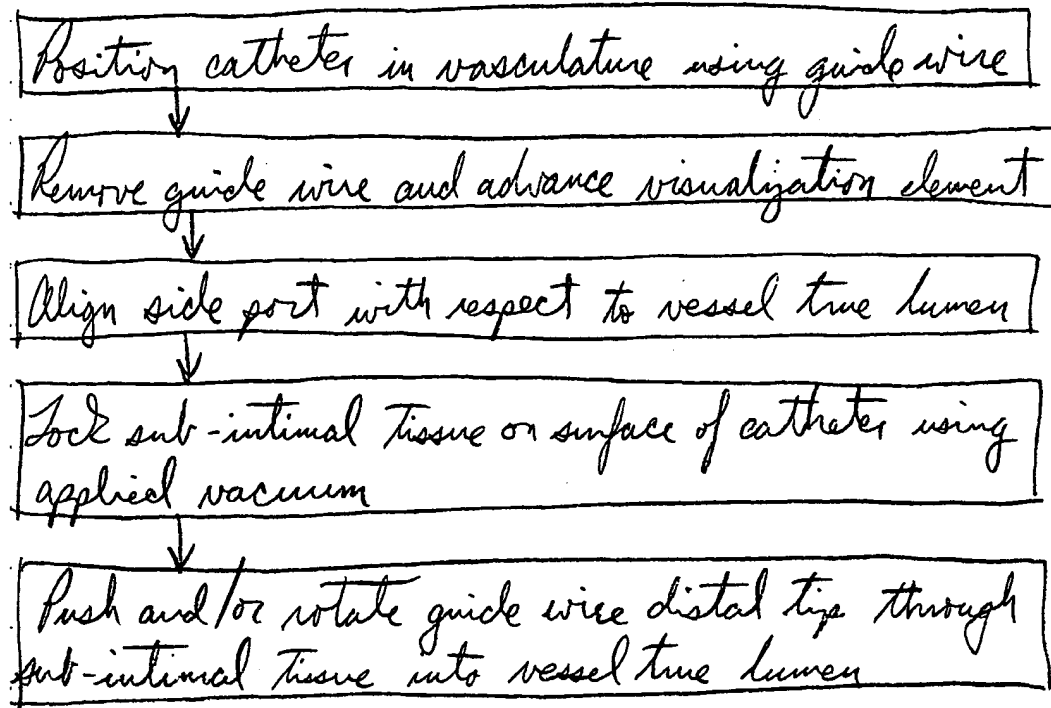 Position catheter in vasculature using guide wire
Remove guide wire and advance visualization element
Align side port with respect to vessel true lumen
Lock sub-intimal tissue on surface of catheter using
applied vacuum
Push and/or rotate guide wire distal tip through
sub-intimal tissue into vessel true lumen